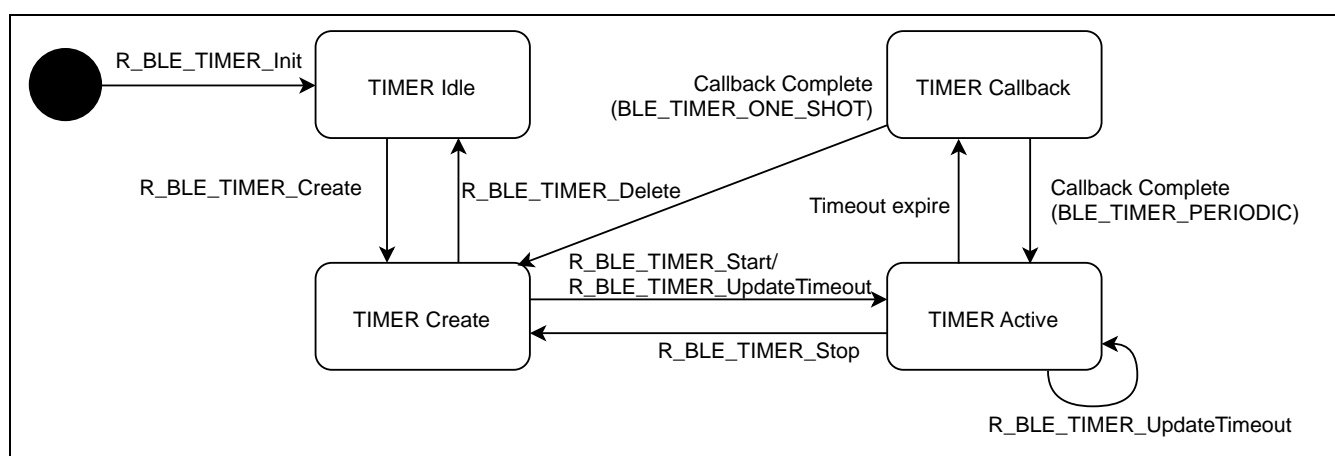 R_BLE_TIMER_Init
TIMER Idle
Callback Complete
(BLE_TIMER_ONE_SHOT)
TIMER Callback
R_BLE_TIMER_Create
R_BLE_TIMER_Delete
Timeout expire
Callback Complete
(BLE_TIMER_PERIODIC)
TIMER Create
R_BLE_TIMER_Start/
R_BLE_TIMER_UpdateTimeout
TIMER Active
R_BLE_TIMER_Stop
R_BLE_TIMER_UpdateTimeout